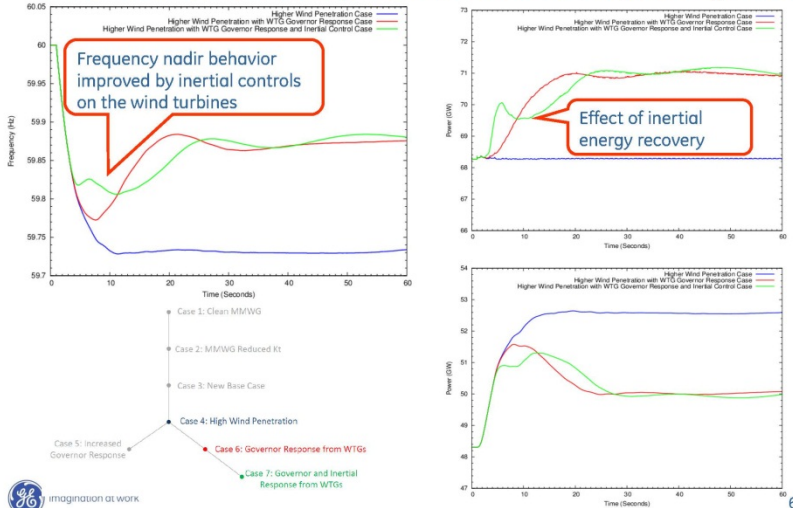 Higher Wind Penetration Case
Higher Wind Penetration with WTG Governor Response Case
Higher Wind Penetration with WTG Governor Response and Inertial Control Case
60.05
60
59.95
59.9
59.85
59.8
59.75
59.7
Frequency (Hz)
0 10 20 30 40 50 60
Time (Seconds)
Frequency nadir behavior
improved by inertial controls
on the wind turbines
Higher Wind Penetration Case
Higher Wind Penetration with WTG Governor Response Case
Higher Wind Penetration with WTG Governor Response and Inertial Control Case
73
72
71
70
69
68
67
66
Power (GW)
0 10 20 30 40 50 60
Time (Seconds)
Effect of inertial
energy recovery
Case 1: Clean MMWG
Case 2: MMWG Reduced Kt
Case 3: New Base Case
Case 4: High Wind Penetration
Case 5: Increased
Governor Response
Case 6: Governor Response from WTGs
Case 7: Governor and Inertial
Response from WTGs
Higher Wind Penetration Case
Higher Wind Penetration with WTG Governor Response Case
Higher Wind Penetration with WTG Governor Response and Inertial Control Case
54
53
52
51
50
49
48
47
Power (GW)
0 10 20 30 40 50 60
Time (Seconds)
GE
imagination at work
6